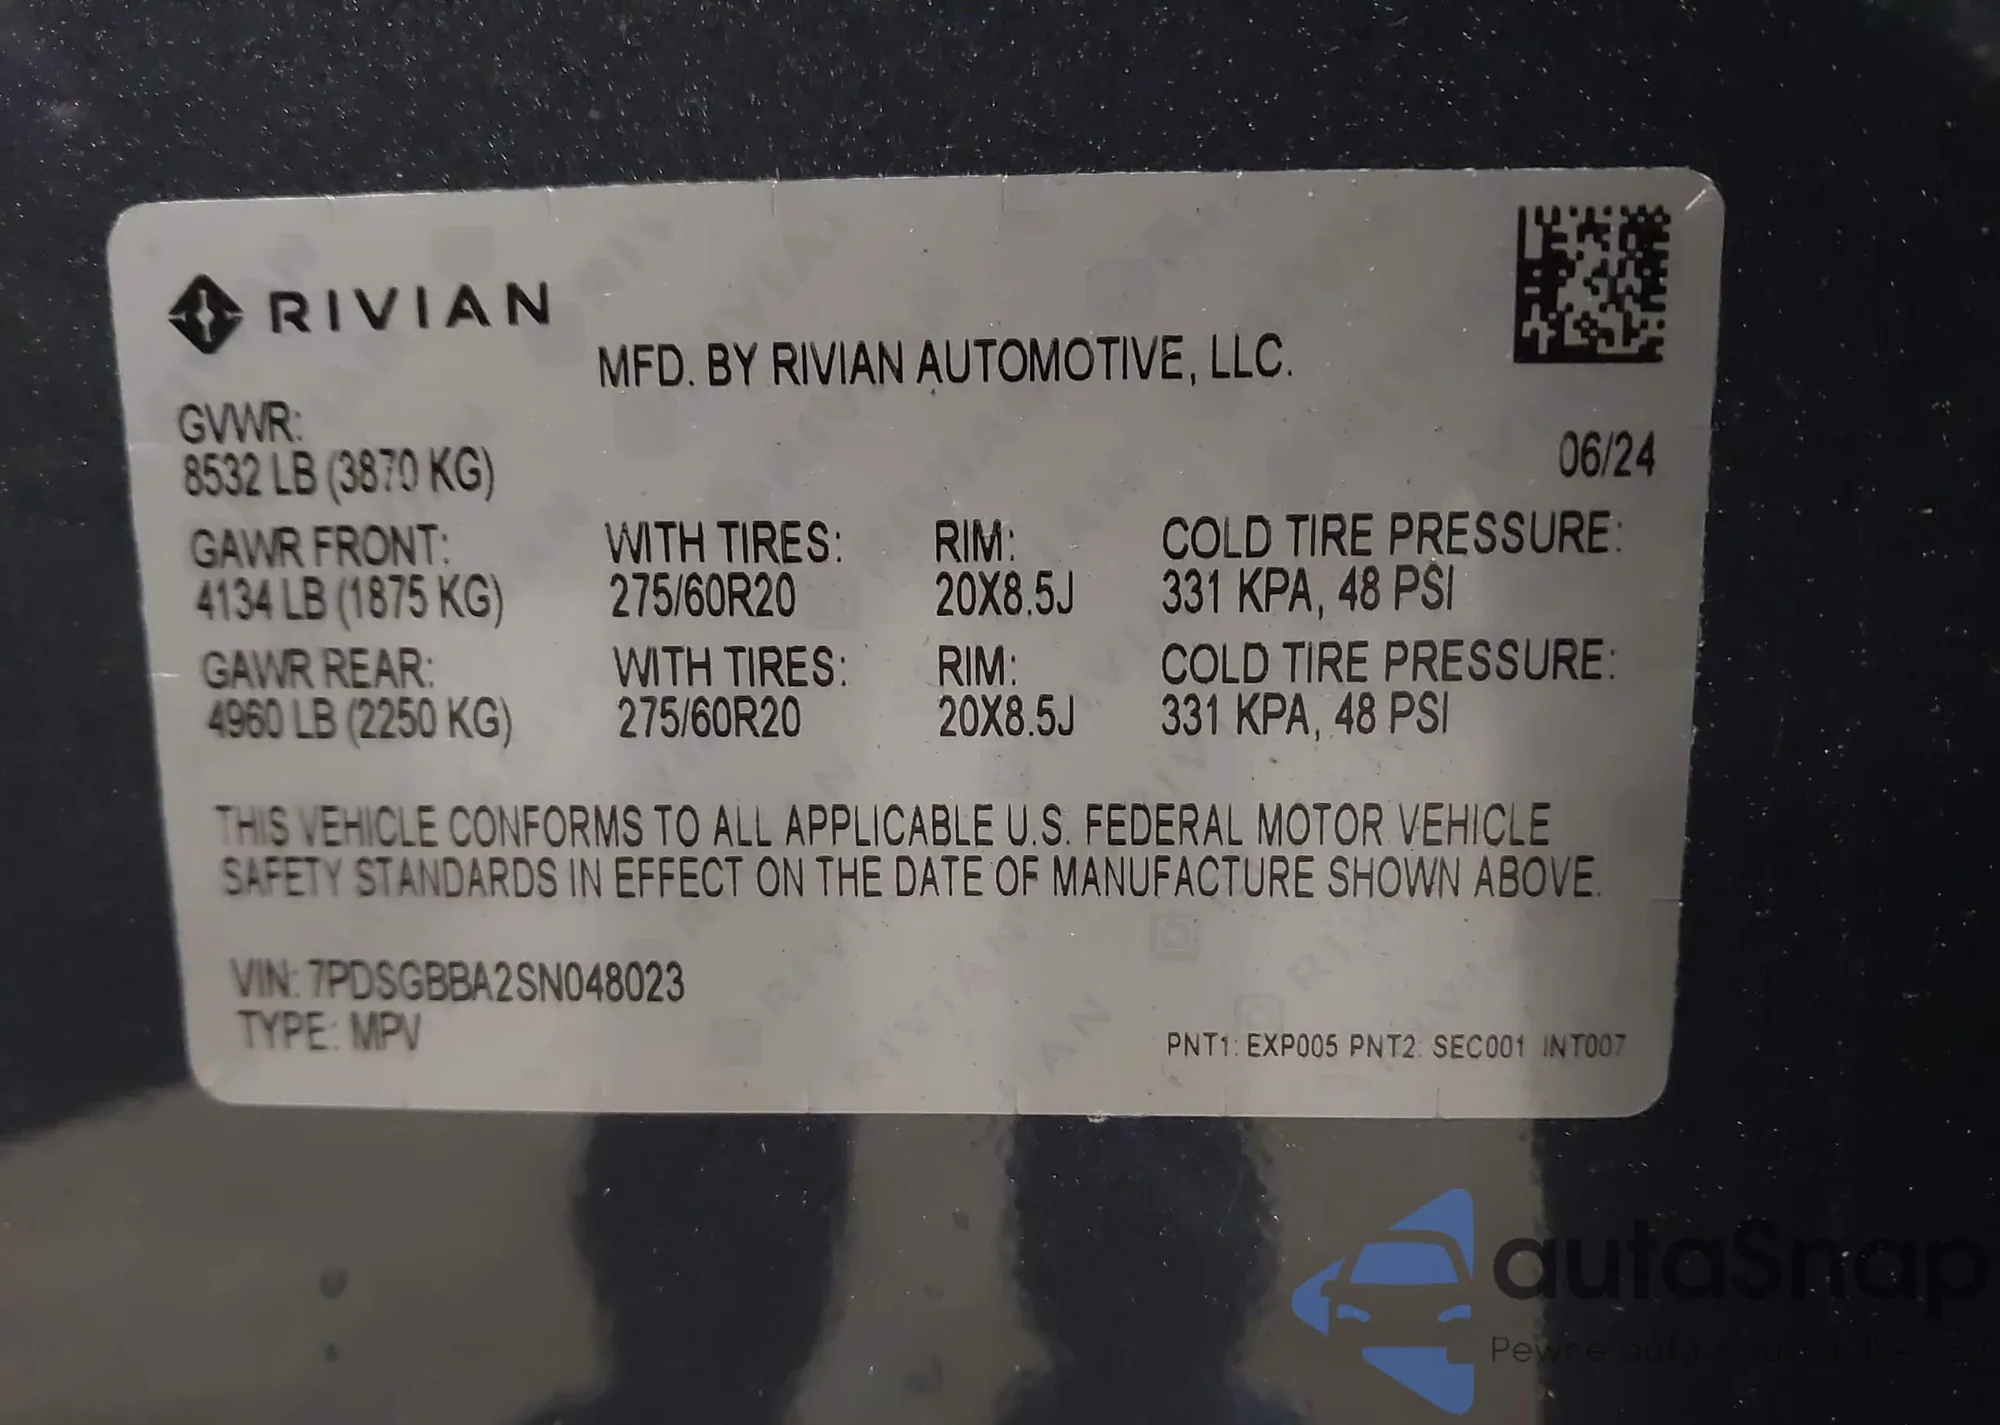 RIVIAN
MFD. BY RIVIAN AUTOMOTIVE, LLC.
GVWR:
8532 LB (3870 KG)
06/24
GAWR FRONT: WITH TIRES: RIM: COLD TIRE PRESSURE:
4134 LB (1875 KG) 275/60R20 20X8.5J 331 KPA, 48 PSI
GAWR REAR: WITH TIRES: RIM: COLD TIRE PRESSURE:
4960 LB (2250 KG) 275/60R20 20X8.5J 331 KPA, 48 PSI
THIS VEHICLE CONFORMS TO ALL APPLICABLE U.S. FEDERAL MOTOR VEHICLE
SAFETY STANDARDS IN EFFECT ON THE DATE OF MANUFACTURE SHOWN ABOVE.
VIN: 7PDSGBBA2SN048023
TYPE: MPV
PNT1: EXP005 PNT2: SEC001 INT007
autaSnap
Pewne auta